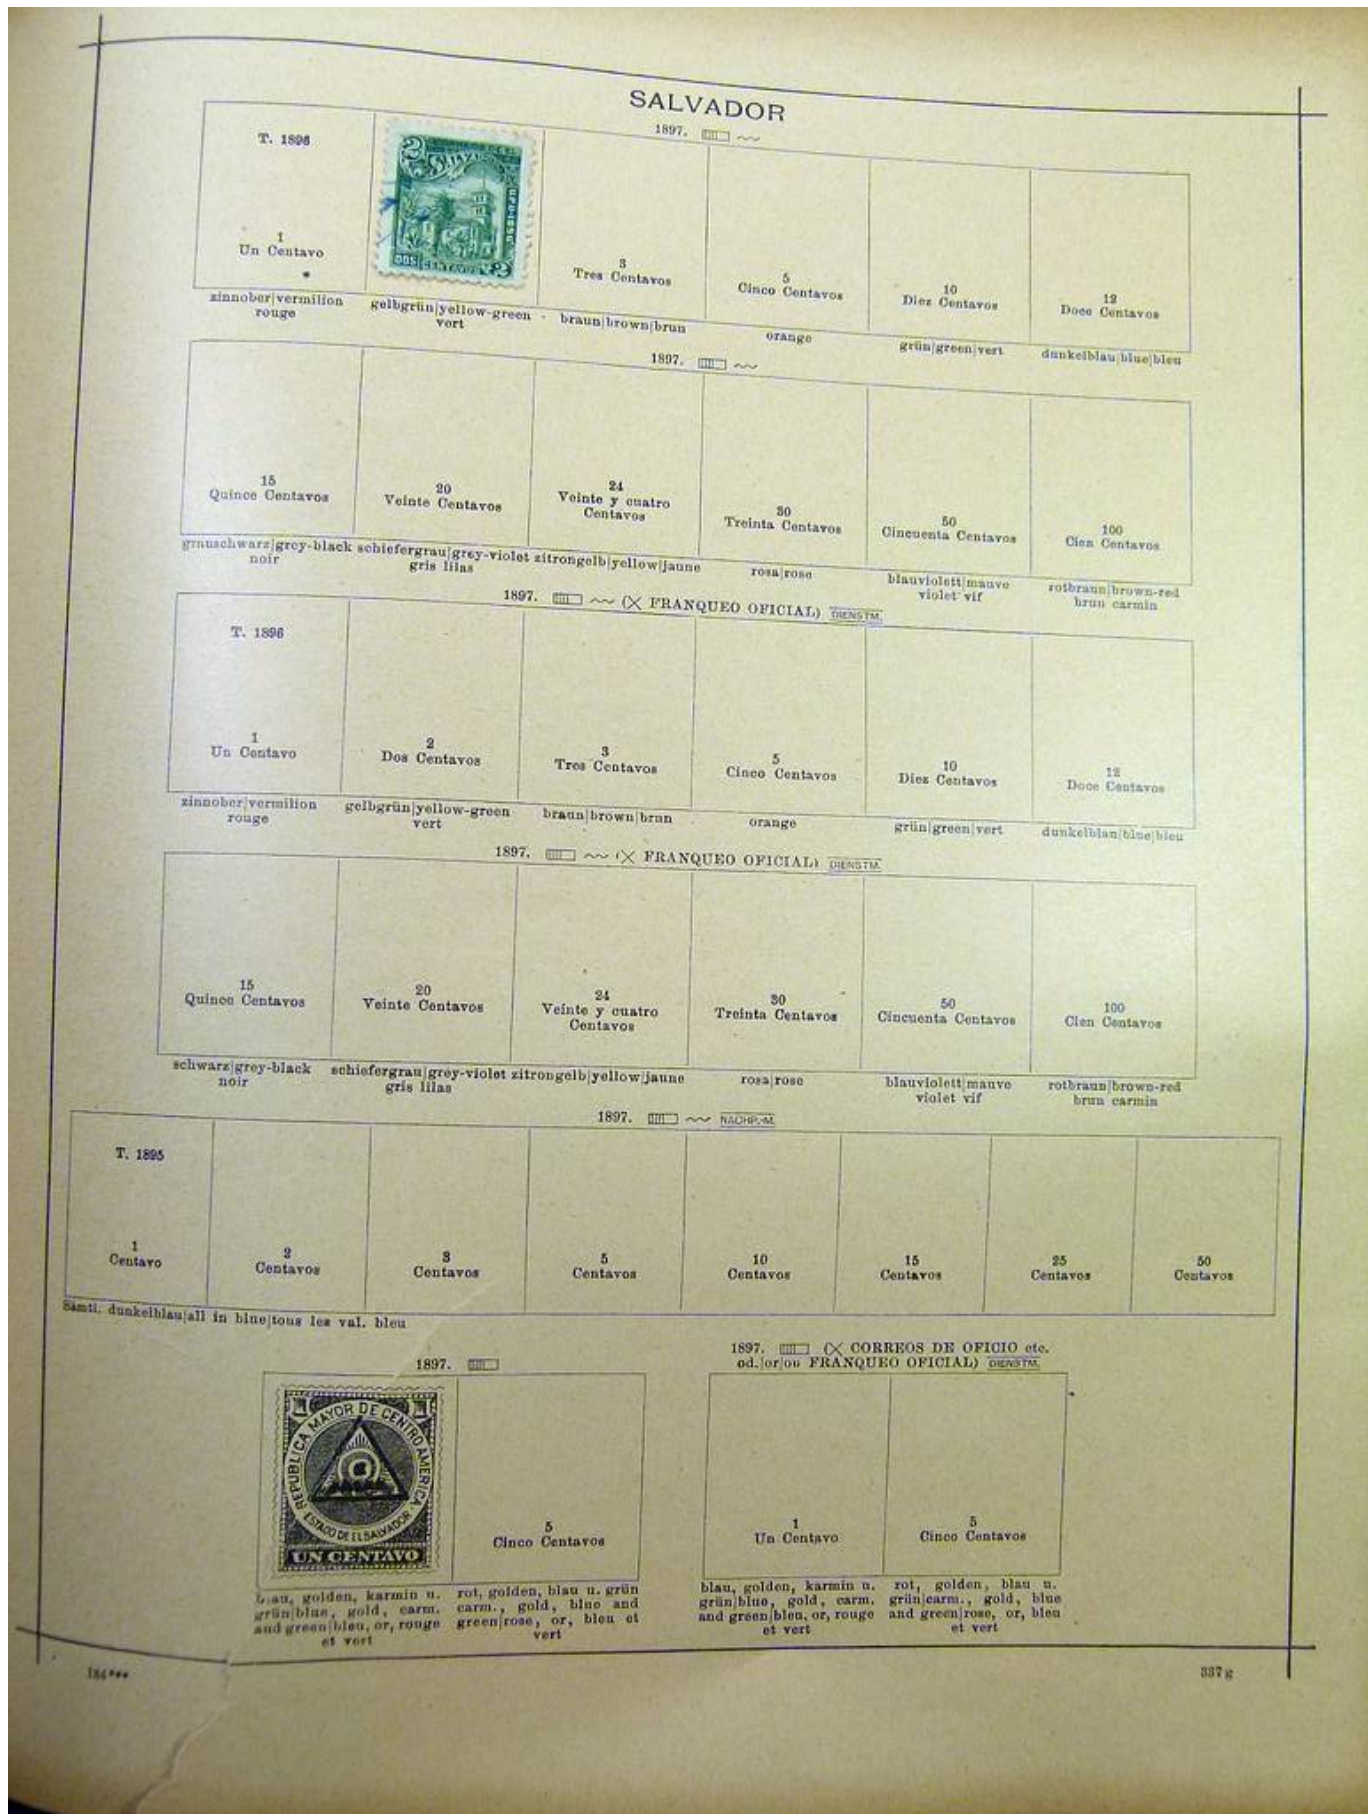 SALVADOR
1897.
T. 1896
1
Un Centavo
2
2
UPU-1896
DOS CENTAVOS 2
3
Tres Centavos
5
Cinco Centavos
10
Diez Centavos
12
Doce Centavos
zinnober|vermilion
rouge
gelbgrün|yellow-green
vert
braun|brown|brun
orange
grün|green|vert
dunkelblau|blue|bleu
1897.
15
Quince Centavos
20
Veinte Centavos
24
Veinte y cuatro
Centavos
30
Treinta Centavos
50
Cincuenta Centavos
100
Cien Centavos
grauschwarz|grey-black
noir
schiefergrau|grey-violet
gris lilas
zitrongelb|yellow|jaune
rosa|rose
blauviolett|mauve
violet vif
rotbraun|brown-red
brun carmin
1897. (X FRANQUEO OFICIAL) DIENSTM.
T. 1896
1
Un Centavo
2
Dos Centavos
3
Tres Centavos
5
Cinco Centavos
10
Diez Centavos
12
Doce Centavos
zinnober|vermilion
rouge
gelbgrün|yellow-green
vert
braun|brown|brun
orange
grün|green|vert
dunkelblau|blue|bleu
1897. (X FRANQUEO OFICIAL) DIENSTM.
15
Quince Centavos
20
Veinte Centavos
24
Veinte y cuatro
Centavos
30
Treinta Centavos
50
Cincuenta Centavos
100
Cien Centavos
schwarz|grey-black
noir
schiefergrau|grey-violet
gris lilas
zitrongelb|yellow|jaune
rosa|rose
blauviolett|mauve
violet vif
rotbraun|brown-red
brun carmin
1897. NACHP.-M.
T. 1895
1
Centavo
2
Centavos
3
Centavos
5
Centavos
10
Centavos
15
Centavos
25
Centavos
50
Centavos
Sämtl. dunkelblau|all in blue|tous les val. bleu
1897.
1 1
REPUBLICA MAYOR DE CENTRO AMERICA
ESTADO DE EL SALVADOR
UN CENTAVO
5
Cinco Centavos
blau, golden, karmin u.
grün|blue, gold, carm.
and green|bleu, or, rouge
et vert
rot, golden, blau u. grün
carm., gold, blue and
green|rose, or, bleu et
vert
1897. (X CORREOS DE OFICIO etc.
od.|or|ou FRANQUEO OFICIAL) DIENSTM.
1
Un Centavo
5
Cinco Centavos
blau, golden, karmin u.
grün|blue, gold, carm.
and green|bleu, or, rouge
et vert
rot, golden, blau u.
grün|carm., gold, blue
and green|rose, or, bleu
et vert
184***
337 g